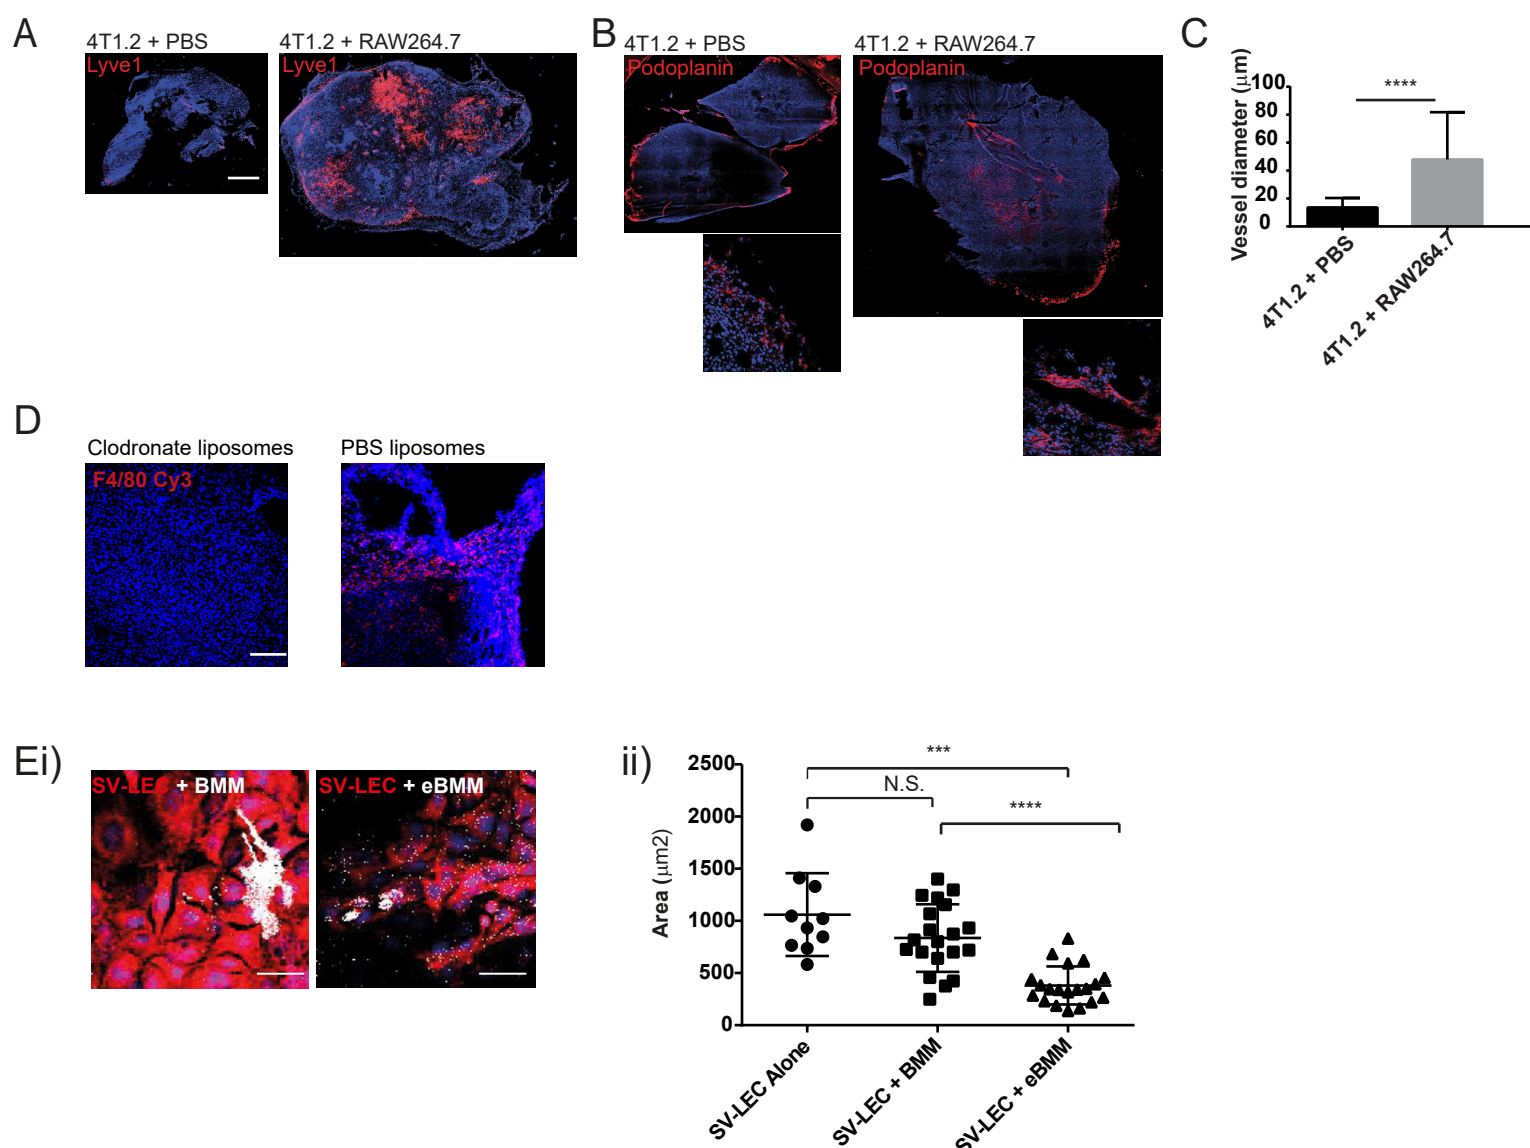 A
4T1.2 + PBS
Lyve1
4T1.2 + RAW264.7
Lyve1
B
4T1.2 + PBS
Podoplanin
4T1.2 + RAW264.7
Podoplanin
C
Vessel diameter (μm)
100
80
60
40
20
0
****
4T1.2 + PBS
4T1.2 + RAW264.7
D
Clodronate liposomes
F4/80 Cy3
PBS liposomes
Ei)
SV-LEC + BMM
SV-LEC + eBMM
ii)
Area (μm2)
2500
2000
1500
1000
500
0
***
N.S.
****
SV-LEC Alone
SV-LEC + BMM
SV-LEC + eBMM